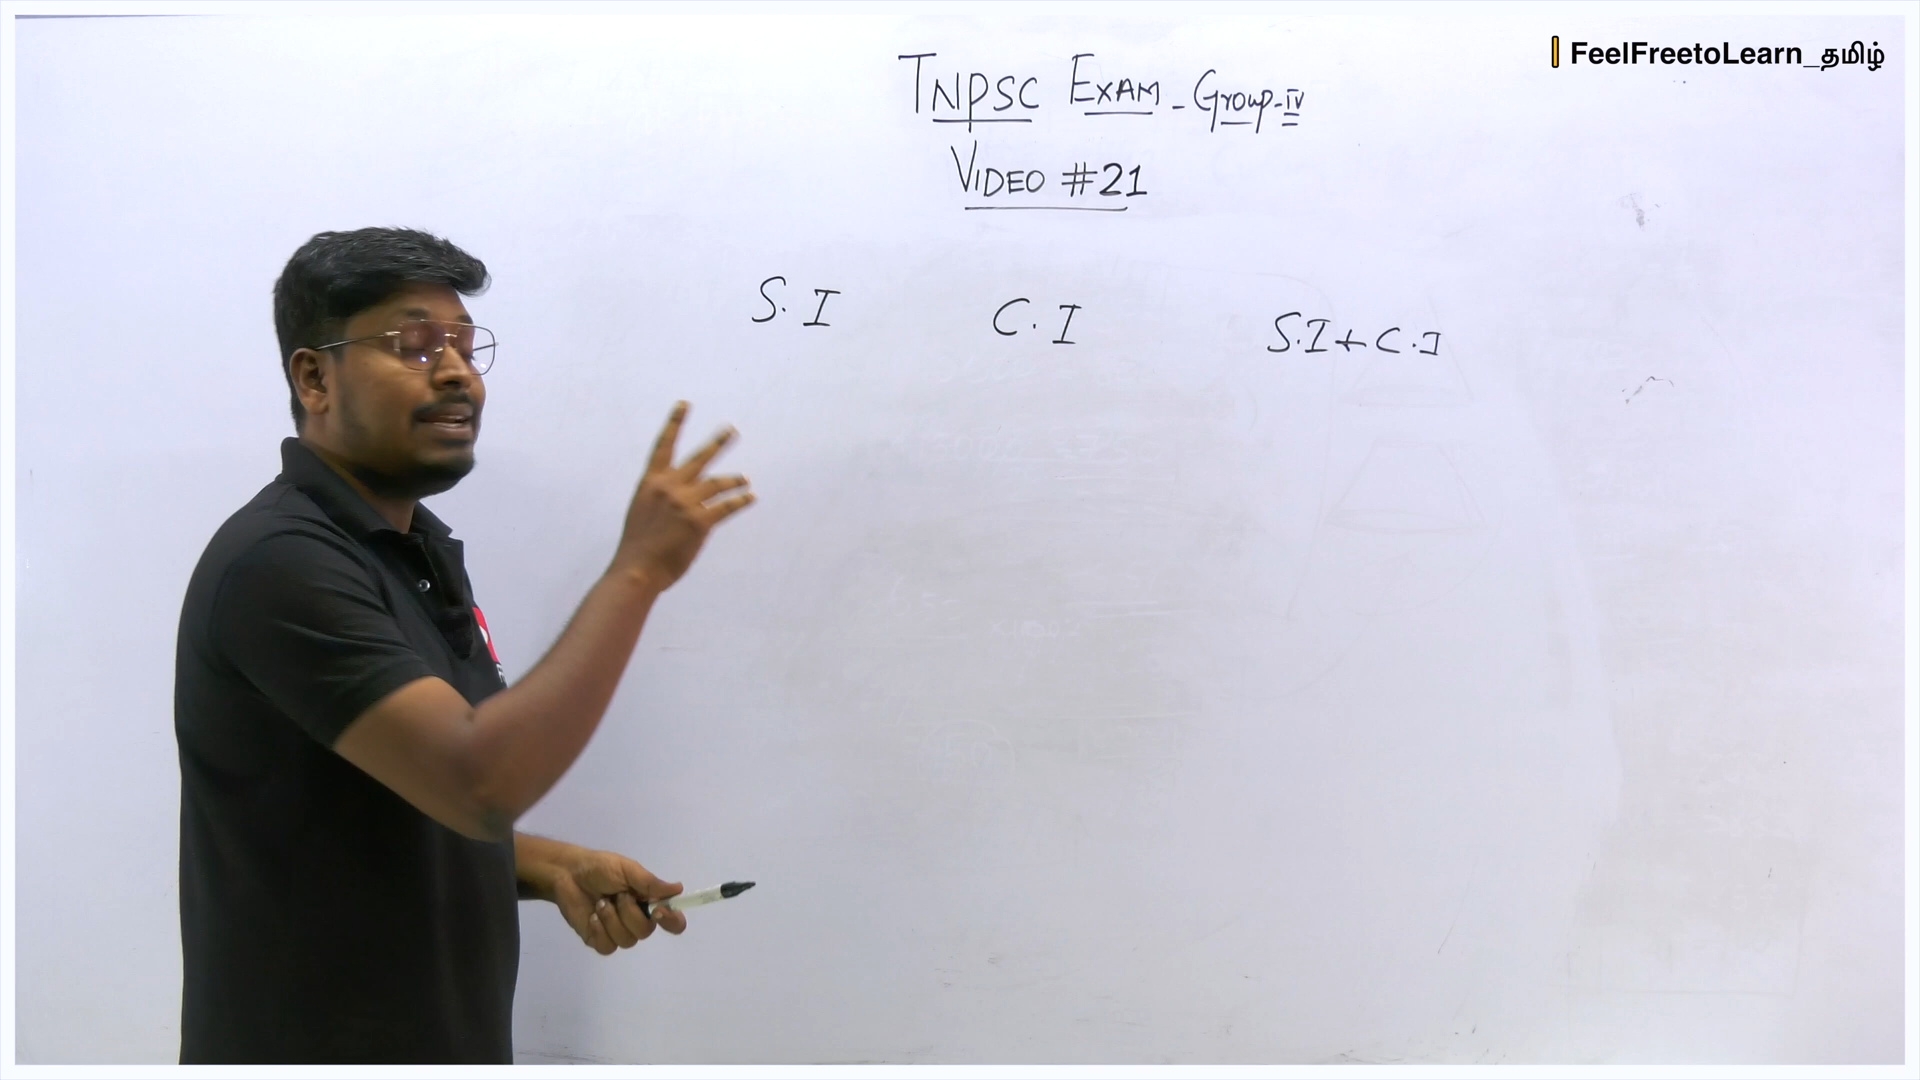 FeelFreetoLearn_தமிழ்
TNPSC EXAM - Group-IV
VIDEO #21
S.I
C.I
S.I + C.I